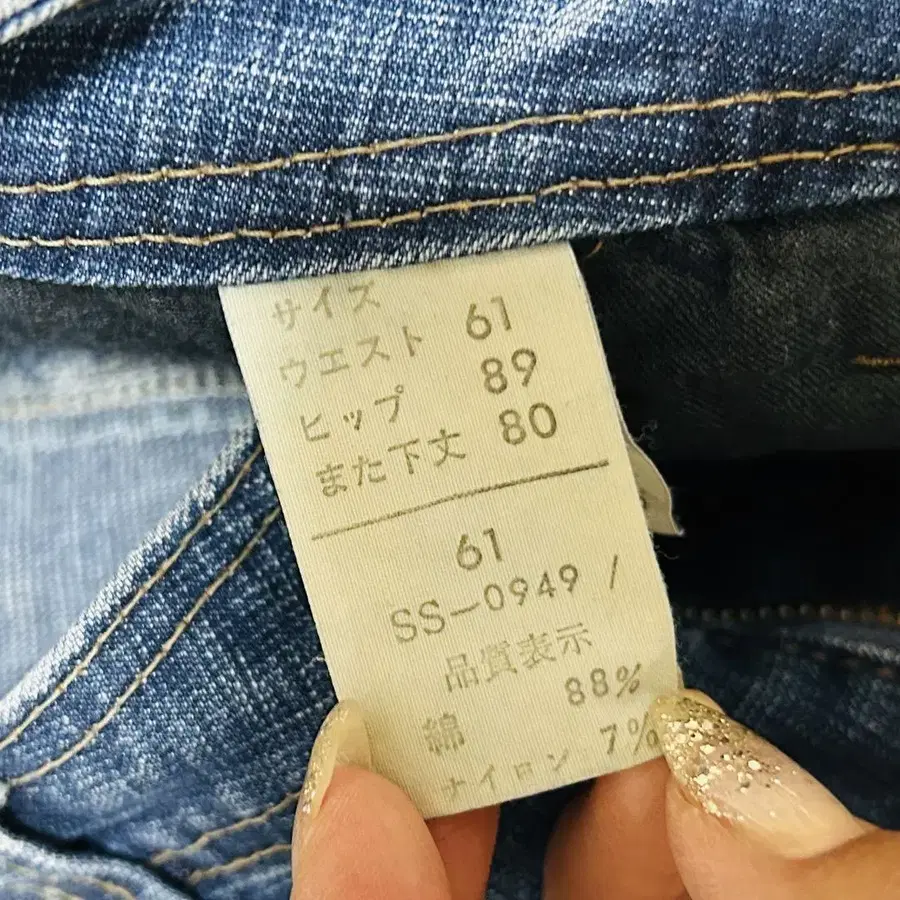 サイズ
ウエスト 61
ヒップ 89
また下丈 80
61
SS-0949 /
品質表示
綿 88%
ナイロン 7%